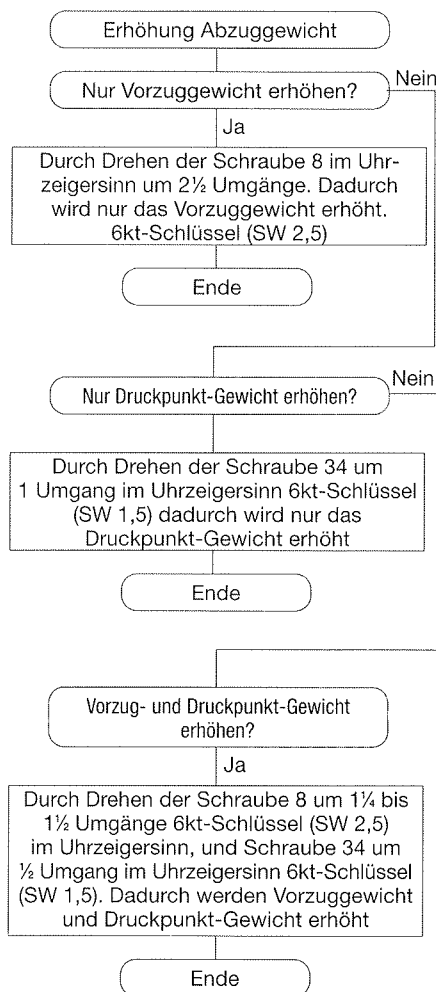 Erhöhung Abzuggewicht
Nur Vorzuggewicht erhöhen?
Nein
Ja
Durch Drehen der Schraube 8 im Uhr-
zeigersinn um 2½ Umgänge. Dadurch
wird nur das Vorzuggewicht erhöht.
6kt-Schlüssel (SW 2,5)
Ende
Nur Druckpunkt-Gewicht erhöhen?
Nein
Durch Drehen der Schraube 34 um
1 Umgang im Uhrzeigersinn 6kt-Schlüssel
(SW 1,5) dadurch wird nur das
Druckpunkt-Gewicht erhöht
Ende
Vorzug- und Druckpunkt-Gewicht
erhöhen?
Ja
Durch Drehen der Schraube 8 um 1¼ bis
1½ Umgänge 6kt-Schlüssel (SW 2,5)
im Uhrzeigersinn, und Schraube 34 um
½ Umgang im Uhrzeigersinn 6kt-Schlüssel
(SW 1,5). Dadurch werden Vorzuggewicht
und Druckpunkt-Gewicht erhöht
Ende